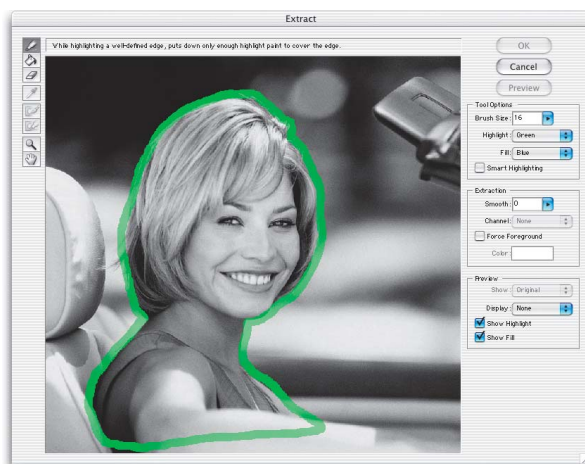 Extract
While highlighting a well-defined edge, puts down only enough highlight paint to cover the edge.
OK
Cancel
Preview
Tool Options
Brush Size: 16
Highlight: Green
Fill: Blue
Smart Highlighting
Extraction
Smooth: 0
Channel: None
Force Foreground
Color:
Preview
Show: Original
Display: None
Show Highlight
Show Fill